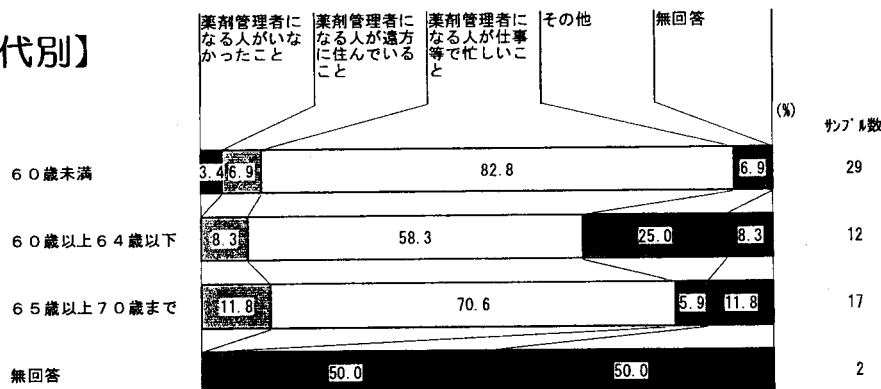 代別】
薬剤管理者に
なる人がいな
かったこと
薬剤管理者に
なる人が遠方
に住んでいる
こと
薬剤管理者に
なる人が仕事
等で忙しいこ
と
その他
無回答
(%)
サンプル数
60歳未満 3.4 6.9 82.8 6.9 29
60歳以上64歳以下 8.3 58.3 25.0 8.3 12
65歳以上70歳まで 11.8 70.6 5.9 11.8 17
無回答 50.0 50.0 2